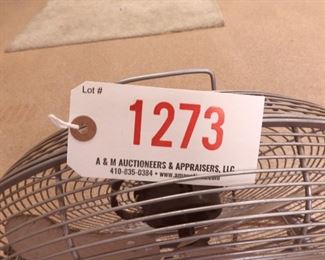 Lot #
1273
A & M AUCTIONEERS & APPRAISERS, LLC
410-835-0384 •